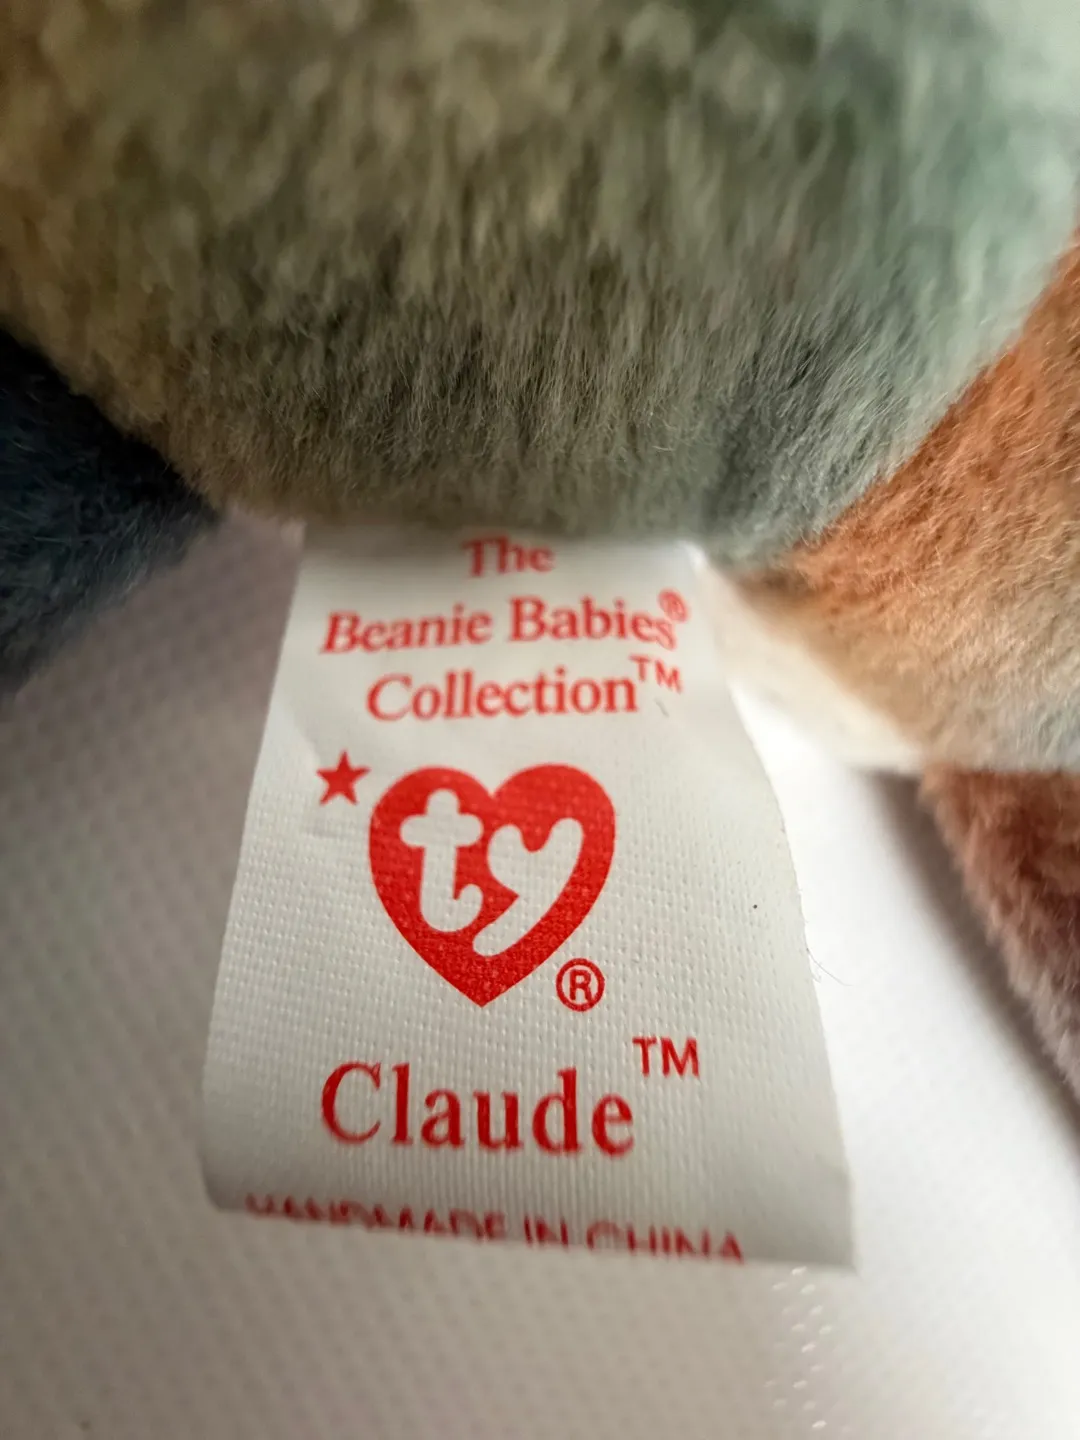 The
Beanie Babies®
Collection™
ty®
Claude™
HANDMADE IN CHINA